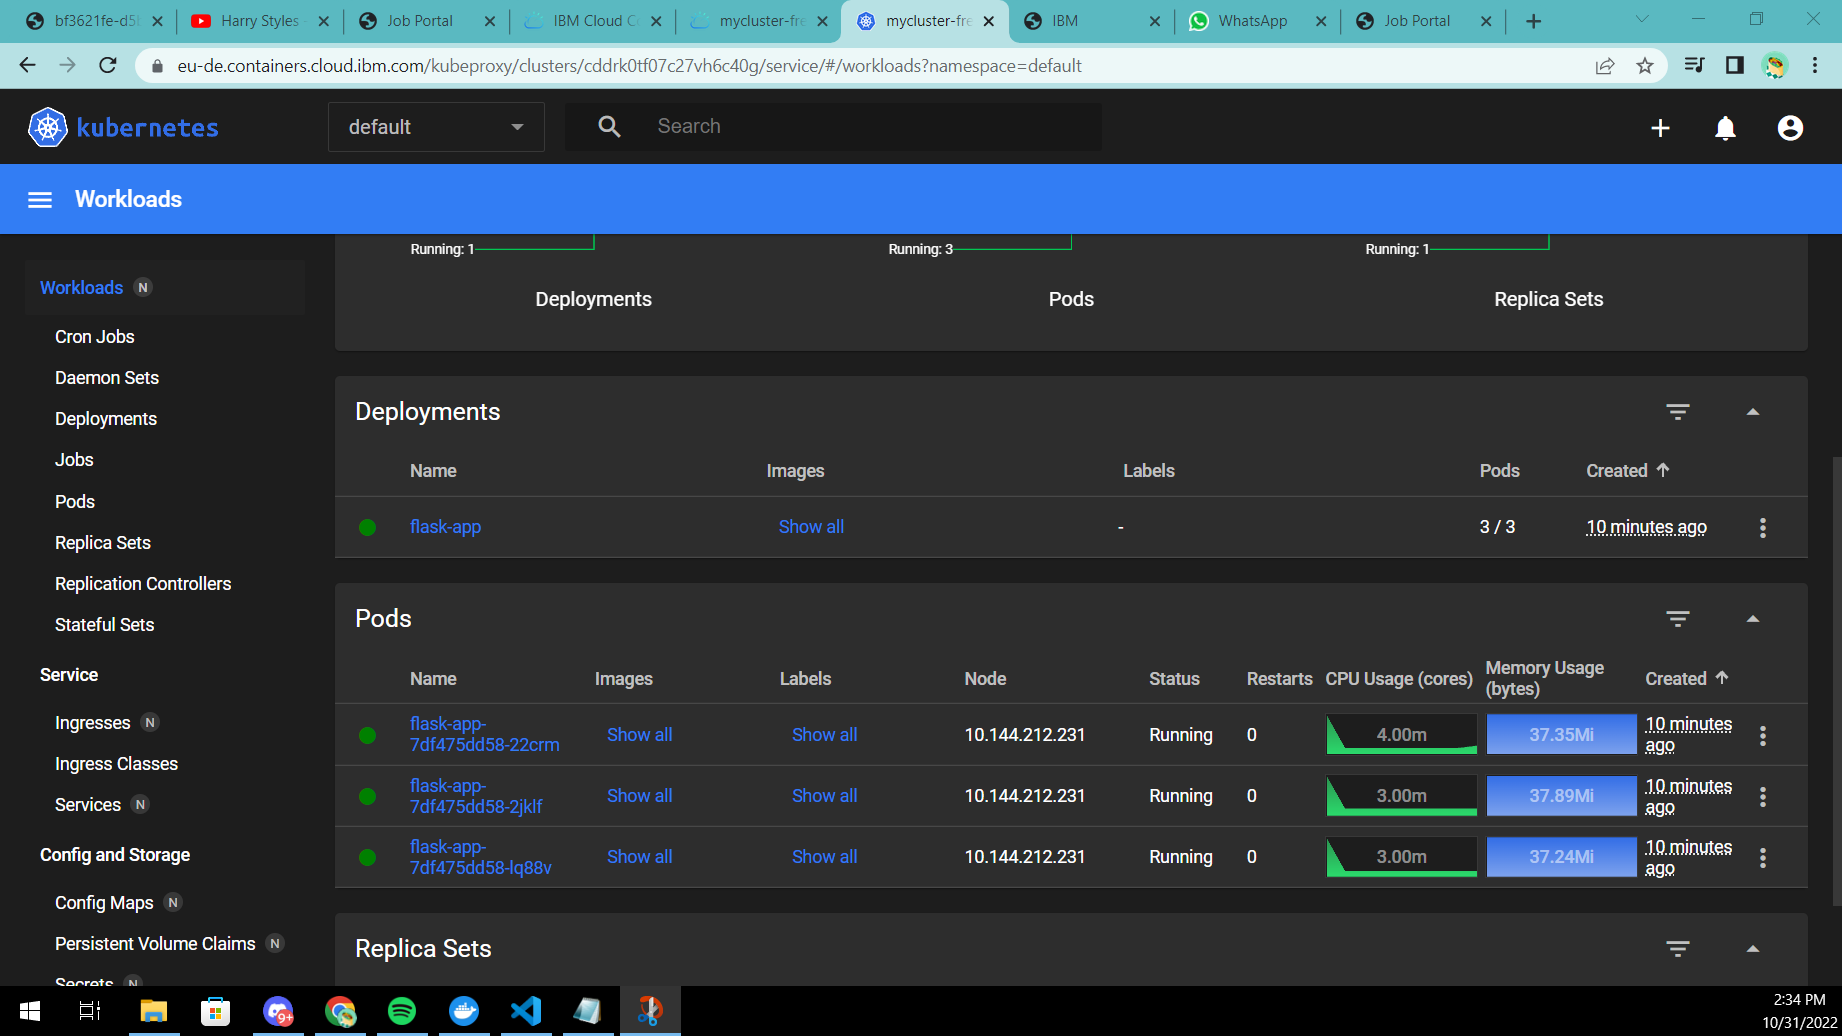 bf3621fe-d5b
Harry Styles -
Job Portal
IBM Cloud Co
mycluster-fre
mycluster-fre
IBM
WhatsApp
Job Portal
eu-de.containers.cloud.ibm.com/kubeproxy/clusters/cddrk0tf07c27vh6c40g/service/#/workloads?namespace=default
kubernetes
default
Search
Workloads
Running: 1
Running: 3
Running: 1
Deployments
Pods
Replica Sets
Workloads N
Cron Jobs
Daemon Sets
Deployments
Jobs
Pods
Replica Sets
Replication Controllers
Stateful Sets
Service
Ingresses N
Ingress Classes
Services N
Config and Storage
Config Maps N
Persistent Volume Claims N
Secrets N
Deployments
Name Images Labels Pods Created
flask-app Show all - 3 / 3 10 minutes ago
Pods
Name Images Labels Node Status Restarts CPU Usage (cores) Memory Usage (bytes) Created
flask-app-7df475dd58-22crm Show all Show all 10.144.212.231 Running 0 4.00m 37.35Mi 10 minutes ago
flask-app-7df475dd58-2jklf Show all Show all 10.144.212.231 Running 0 3.00m 37.89Mi 10 minutes ago
flask-app-7df475dd58-lq88v Show all Show all 10.144.212.231 Running 0 3.00m 37.24Mi 10 minutes ago
Replica Sets
9+
2:34 PM
10/31/2022